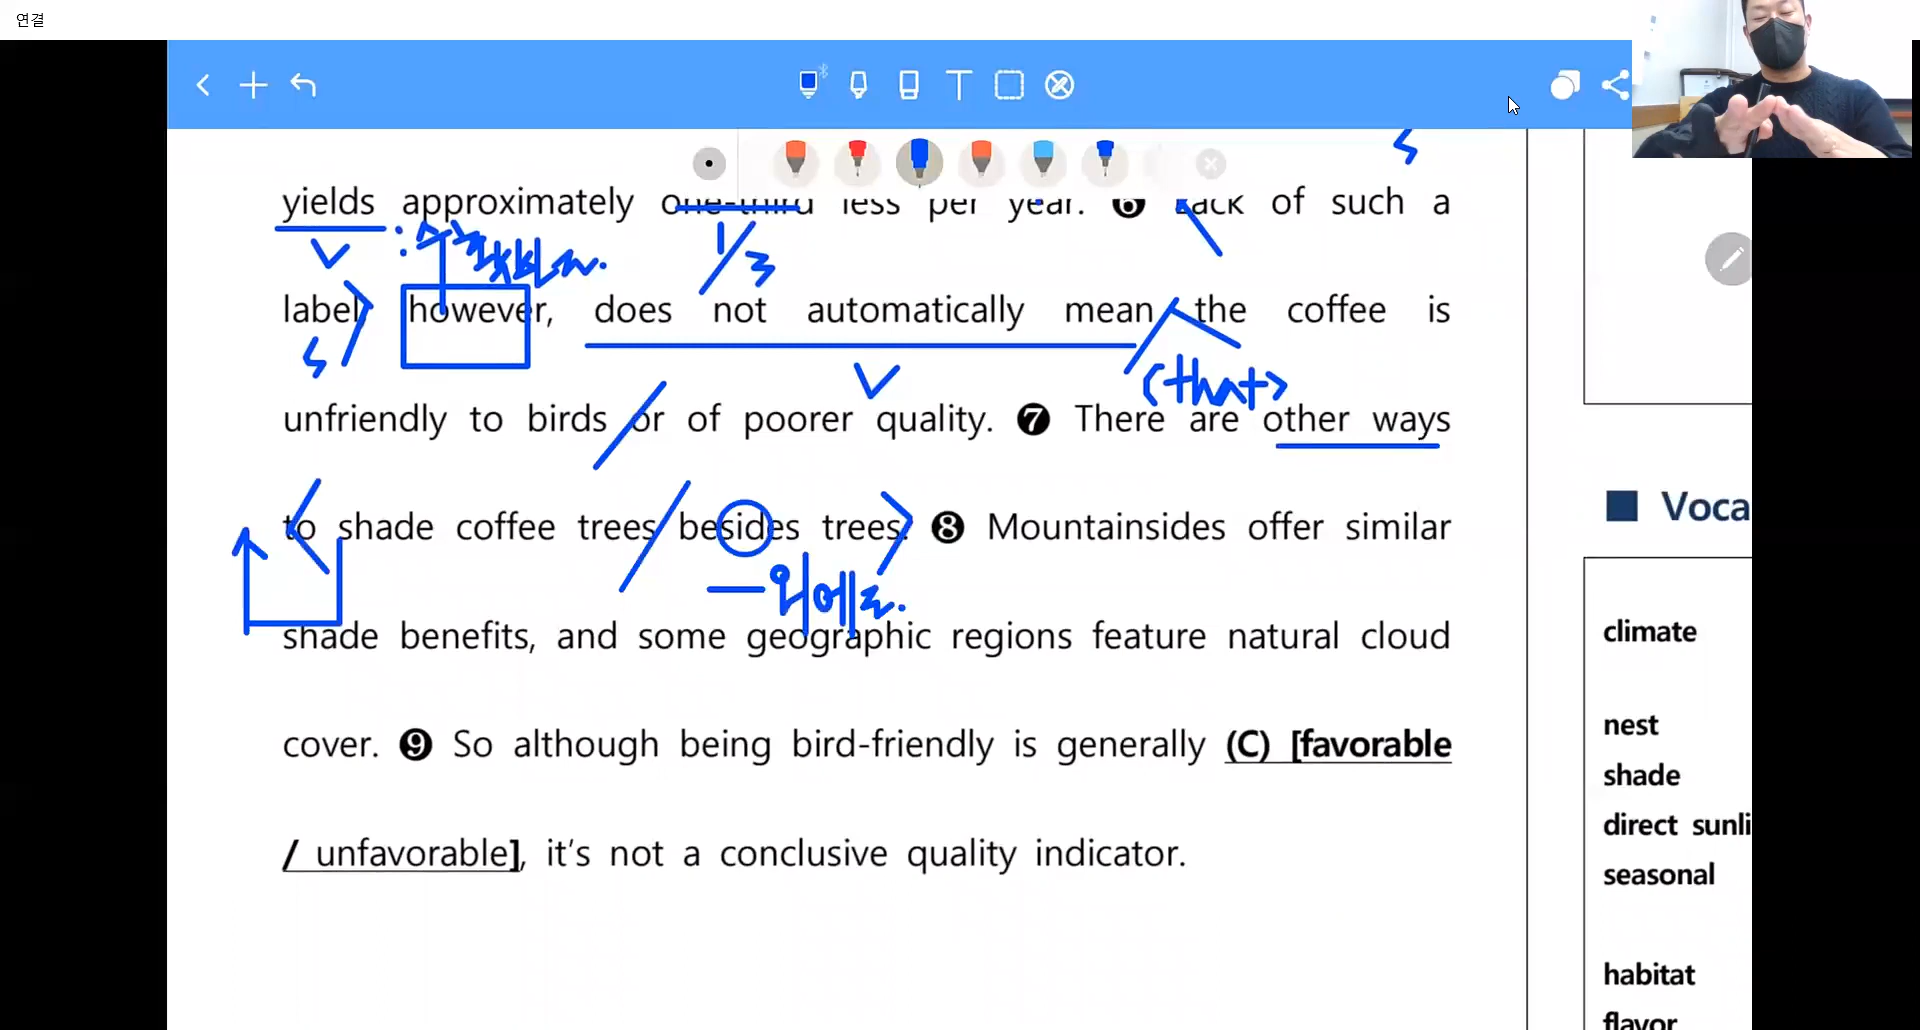 연결
yields approximately one-third less per year. ❻ Lack of such a
: 수확하다. 1/3
label, however, does not automatically mean the coffee is
S V (that)
unfriendly to birds or of poorer quality. ❼ There are other ways
to shade coffee trees besides trees. ❽ Mountainsides offer similar
외에도.
shade benefits, and some geographic regions feature natural cloud
cover. ❾ So although being bird-friendly is generally (C) [favorable
/ unfavorable], it's not a conclusive quality indicator.
Voca
climate
nest
shade
direct sunli
seasonal
habitat
flavor